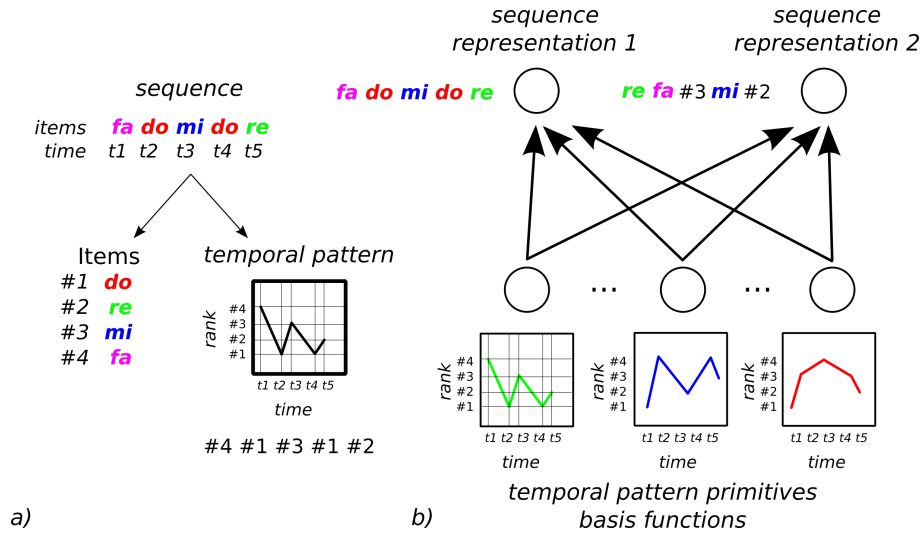 sequence
items fa do mi do re
time t1 t2 t3 t4 t5
Items
#1 do
#2 re
#3 mi
#4 fa
temporal pattern
rank
#4
#3
#2
#1
t1 t2 t3 t4 t5
time
#4 #1 #3 #1 #2
a)
sequence
representation 1
sequence
representation 2
fa do mi do re
re fa #3 mi #2
...
...
rank
#4
#3
#2
#1
t1 t2 t3 t4 t5
time
rank
#4
#3
#2
#1
t1 t2 t3 t4 t5
time
rank
#4
#3
#2
#1
t1 t2 t3 t4 t5
time
temporal pattern primitives
basis functions
b)